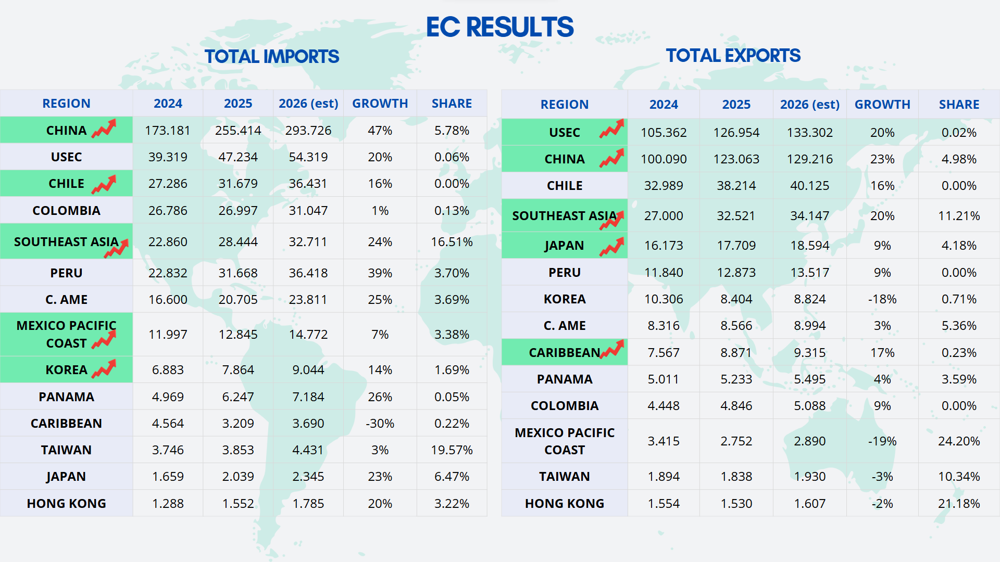 EC RESULTS
TOTAL IMPORTS
REGION 2024 2025 2026 (est) GROWTH SHARE
CHINA 173.181 255.414 293.726 47% 5.78%
USEC 39.319 47.234 54.319 20% 0.06%
CHILE 27.286 31.679 36.431 16% 0.00%
COLOMBIA 26.786 26.997 31.047 1% 0.13%
SOUTHEAST ASIA 22.860 28.444 32.711 24% 16.51%
PERU 22.832 31.668 36.418 39% 3.70%
C. AME 16.600 20.705 23.811 25% 3.69%
MEXICO PACIFIC
COAST 11.997 12.845 14.772 7% 3.38%
KOREA 6.883 7.864 9.044 14% 1.69%
PANAMA 4.969 6.247 7.184 26% 0.05%
CARIBBEAN 4.564 3.209 3.690 -30% 0.22%
TAIWAN 3.746 3.853 4.431 3% 19.57%
JAPAN 1.659 2.039 2.345 23% 6.47%
HONG KONG 1.288 1.552 1.785 20% 3.22%
TOTAL EXPORTS
REGION 2024 2025 2026 (est) GROWTH SHARE
USEC 105.362 126.954 133.302 20% 0.02%
CHINA 100.090 123.063 129.216 23% 4.98%
CHILE 32.989 38.214 40.125 16% 0.00%
SOUTHEAST ASIA 27.000 32.521 34.147 20% 11.21%
JAPAN 16.173 17.709 18.594 9% 4.18%
PERU 11.840 12.873 13.517 9% 0.00%
KOREA 10.306 8.404 8.824 -18% 0.71%
C. AME 8.316 8.566 8.994 3% 5.36%
CARIBBEAN 7.567 8.871 9.315 17% 0.23%
PANAMA 5.011 5.233 5.495 4% 3.59%
COLOMBIA 4.448 4.846 5.088 9% 0.00%
MEXICO PACIFIC
COAST 3.415 2.752 2.890 -19% 24.20%
TAIWAN 1.894 1.838 1.930 -3% 10.34%
HONG KONG 1.554 1.530 1.607 -2% 21.18%